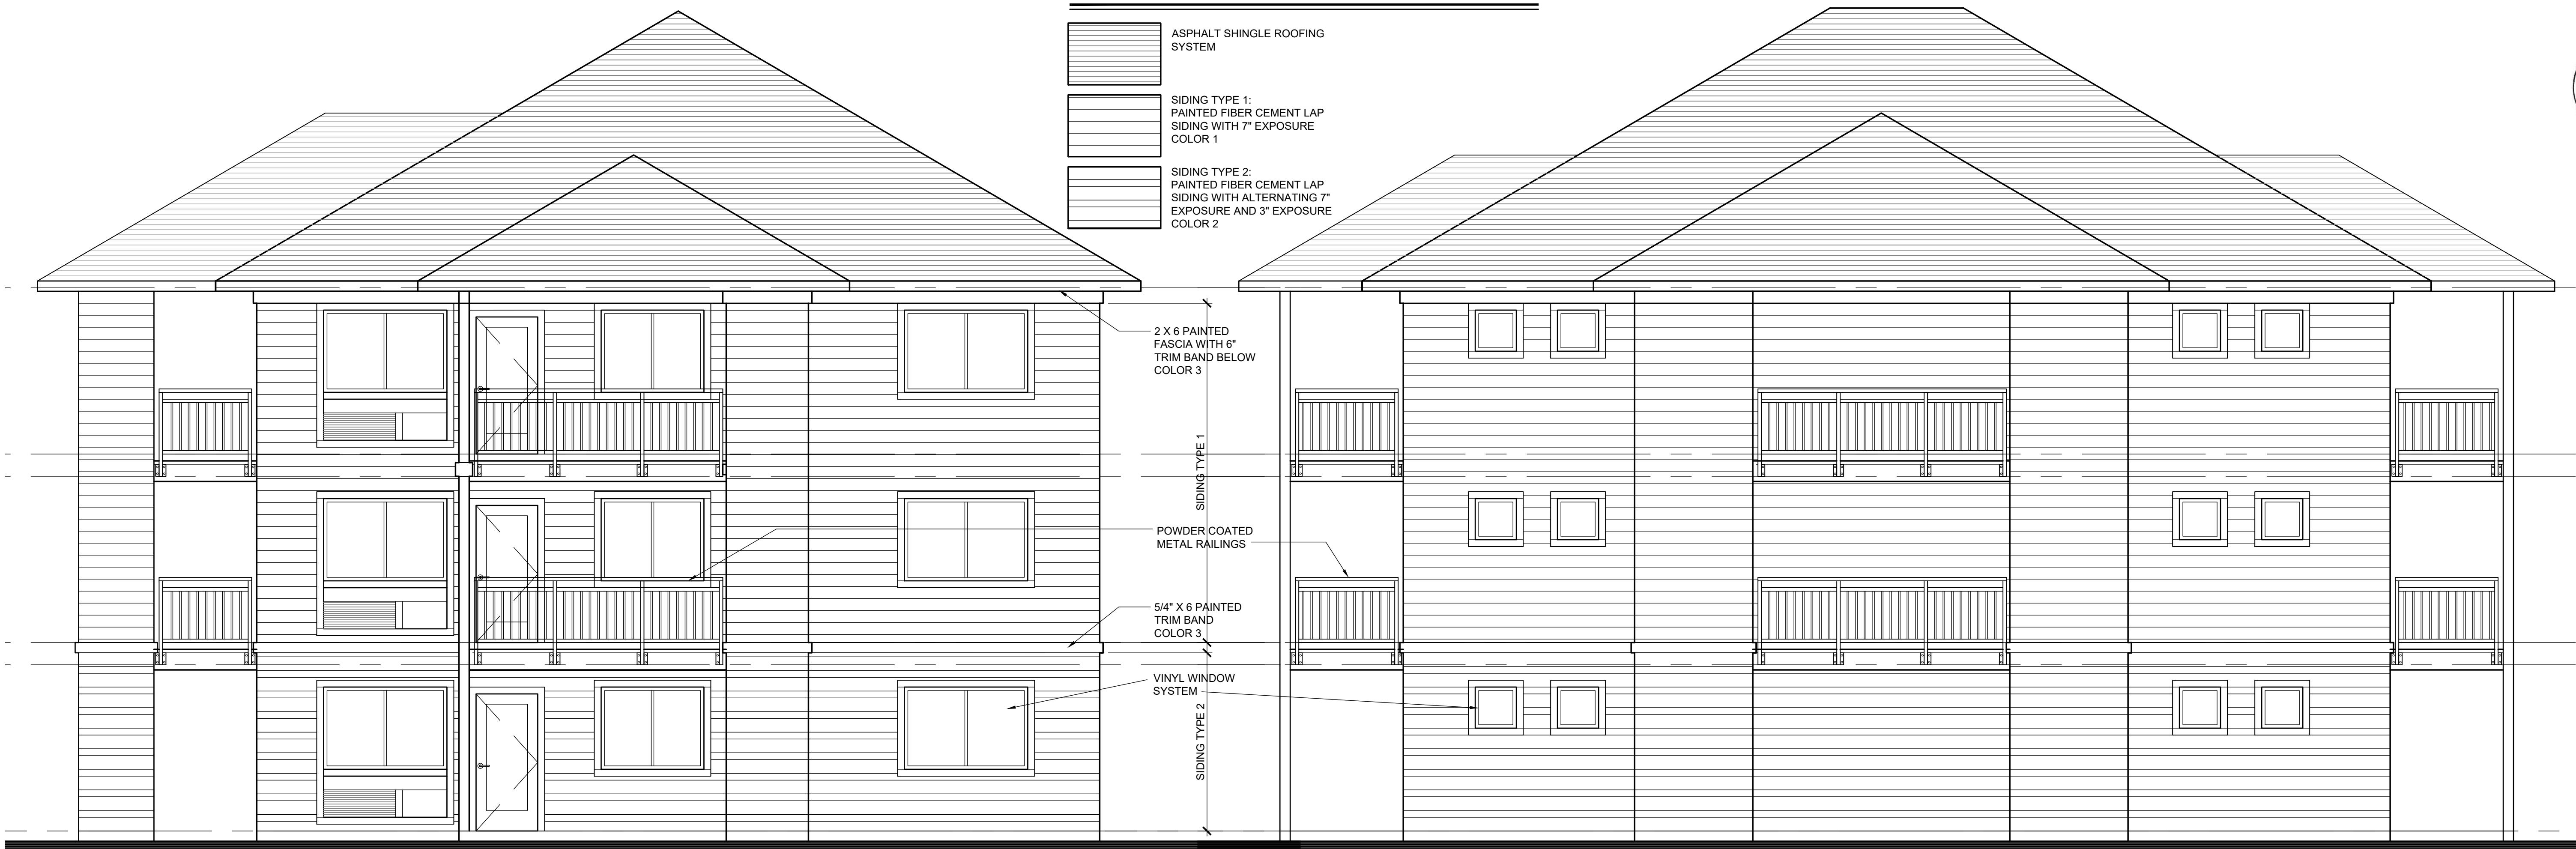 ASPHALT SHINGLE ROOFING
SYSTEM
SIDING TYPE 1:
PAINTED FIBER CEMENT LAP
SIDING WITH 7" EXPOSURE
COLOR 1
SIDING TYPE 2:
PAINTED FIBER CEMENT LAP
SIDING WITH ALTERNATING 7"
EXPOSURE AND 3" EXPOSURE
COLOR 2
2 X 6 PAINTED
FASCIA WITH 6"
TRIM BAND BELOW
COLOR 3
SIDING TYPE 1
POWDER COATED
METAL RAILINGS
5/4" X 6 PAINTED
TRIM BAND
COLOR 3
VINYL WINDOW
SYSTEM
SIDING TYPE 2